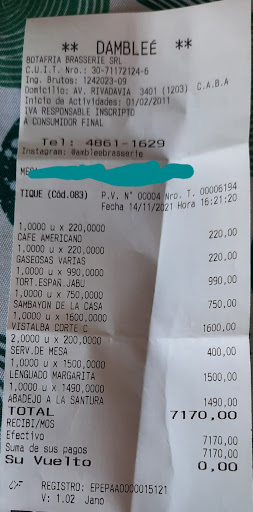 ** DAMBLEÉ **
BOTAFRIA BRASSERIE SRL
C.U.I.T. Nro.: 30-71172124-6
Ing. Brutos: 1242023-09
Domicilio: AV. RIVADAVIA 3401 (1203) C.A.B.A
Inicio de Actividades: 01/02/2011
IVA RESPONSABLE INSCRIPTO
A CONSUMIDOR FINAL
Tel: 4861-1629
Instagram: @ambleebrasserie
TIQUE (Cód.083) P.V. N° 00004 Nro. T. 00006194
Fecha 14/11/2021 Hora 16:21:20
1,0000 u x 220,0000
CAFE AMERICANO 220,00
1,0000 u x 220,0000
GASEOSAS VARIAS 220,00
1,0000 u x 990,0000
TORT.ESPAÑ.JABU 990,00
1,0000 u x 750,0000
SAMBAYON DE LA CASA 750,00
1,0000 u x 1600,0000
VISTALBA CORTE C 1600,00
2,0000 u x 200,0000
SERV.DE MESA 400,00
1,0000 u x 1500,0000
LENGUADO MARGARITA 1500,00
1,0000 u x 1490,0000
ABADEJO A LA SANTURA 1490,00
TOTAL 7170,00
RECIBI/MOS
Efectivo 7170,00
Suma de sus pagos 7170,00
Su Vuelto 0,00
CF REGISTRO: EPEPAA0000015121
V: 1.02 Jano